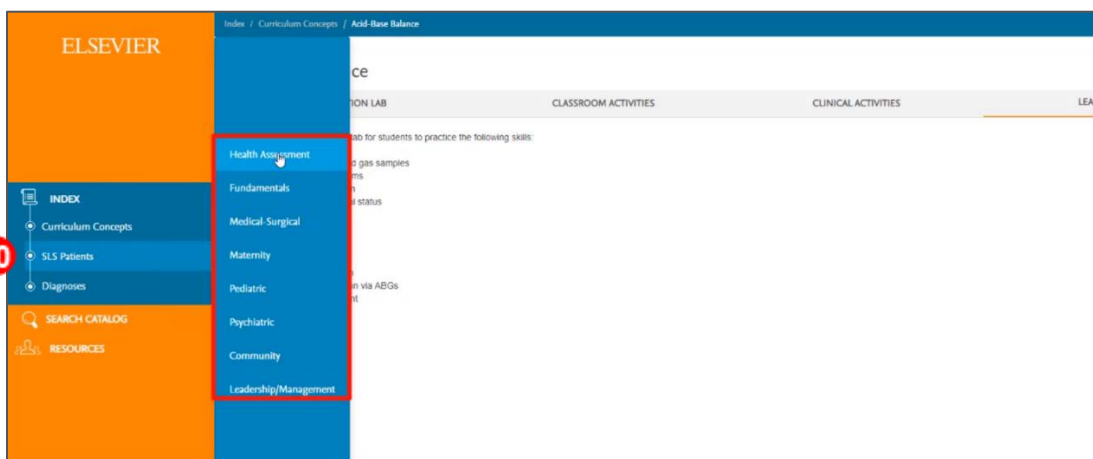 Index / Curriculum Concepts / Acid-Base Balance
ELSEVIER
ce
ION LAB
CLASSROOM ACTIVITIES
CLINICAL ACTIVITIES
LEA
lab for students to practice the following skills:
Health Assessment
d gas samples
ms
Fundamentals
n
l status
INDEX
Medical-Surgical
Curriculum Concepts
0
SLS Patients
Maternity
Diagnoses
Pediatric
n via ABGs
nt
SEARCH CATALOG
Psychiatric
RESOURCES
Community
Leadership/Management